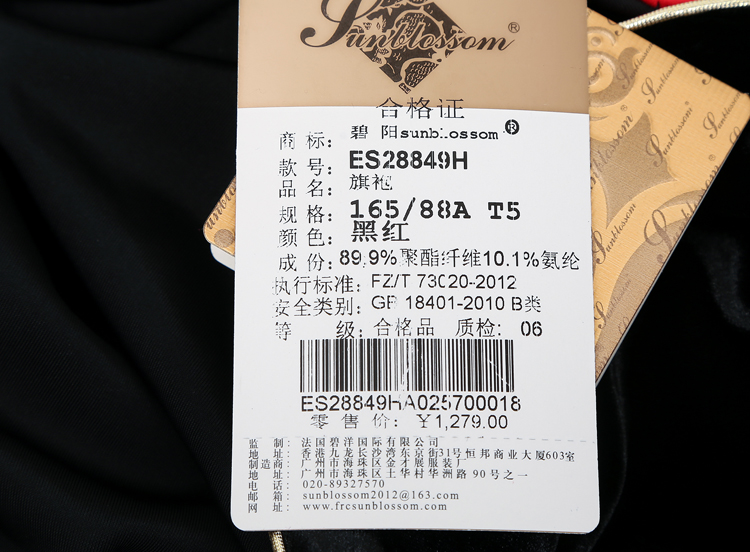 Sunblossom®
合格证
商标：碧阳sunblossom®
款号：ES28849H
品名：旗袍
规格：165/88A T5
颜色：黑红
成份：89.9%聚酯纤维10.1%氨纶
执行标准：FZ/T 73020-2012
安全类别：GB 18401-2010 B类
等级：合格品 质检：06
ES28849HA025700018
零售价：¥1,279.00
监制：法国碧洋国际有限公司
地址：香港九龙长沙湾东京街31号恒邦商业大厦603室
制造商：广州市海珠区金才展服装厂
地址：广州市海珠区土华村华洲路90号之一
电话：020-89327570
邮箱：sunblossom2012@163.com
网址：www.frcsunblossom.com
Sunblossom
Sunblossom
Sunblossom